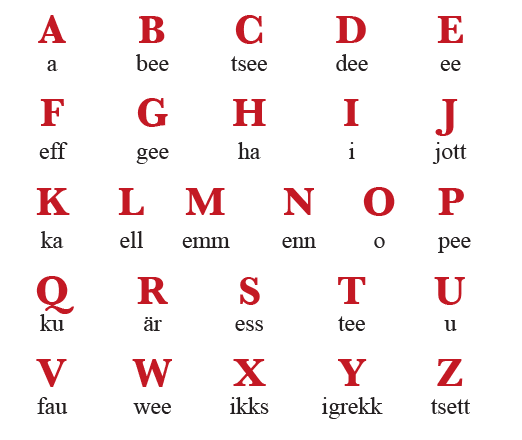 A B C D E
a bee tsee dee ee
F G H I J
eff gee ha i jott
K L M N O P
ka ell emm enn o pee
Q R S T U
ku är ess tee u
V W X Y Z
fau wee ikks igrekk tsett